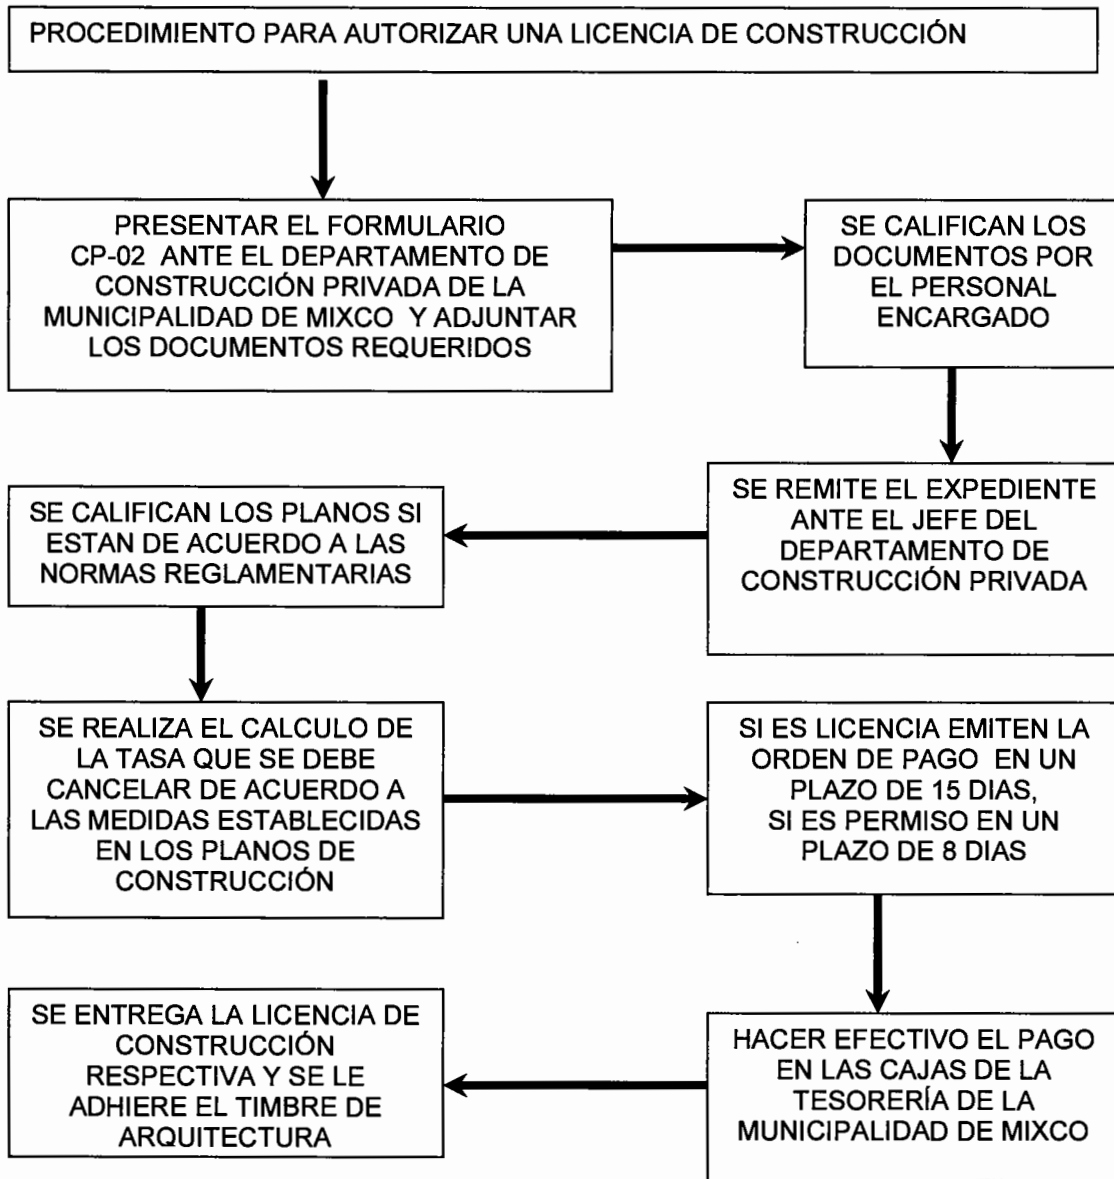 PROCEDIMIENTO PARA AUTORIZAR UNA LICENCIA DE CONSTRUCCIÓN
PRESENTAR EL FORMULARIO
CP-02 ANTE EL DEPARTAMENTO DE
CONSTRUCCIÓN PRIVADA DE LA
MUNICIPALIDAD DE MIXCO Y ADJUNTAR
LOS DOCUMENTOS REQUERIDOS
SE CALIFICAN LOS
DOCUMENTOS POR
EL PERSONAL
ENCARGADO
SE REMITE EL EXPEDIENTE
ANTE EL JEFE DEL
DEPARTAMENTO DE
CONSTRUCCIÓN PRIVADA
SE CALIFICAN LOS PLANOS SI
ESTAN DE ACUERDO A LAS
NORMAS REGLAMENTARIAS
SE REALIZA EL CALCULO DE
LA TASA QUE SE DEBE
CANCELAR DE ACUERDO A
LAS MEDIDAS ESTABLECIDAS
EN LOS PLANOS DE
CONSTRUCCIÓN
SI ES LICENCIA EMITEN LA
ORDEN DE PAGO EN UN
PLAZO DE 15 DIAS,
SI ES PERMISO EN UN
PLAZO DE 8 DIAS
HACER EFECTIVO EL PAGO
EN LAS CAJAS DE LA
TESORERÍA DE LA
MUNICIPALIDAD DE MIXCO
SE ENTREGA LA LICENCIA DE
CONSTRUCCIÓN
RESPECTIVA Y SE LE
ADHIERE EL TIMBRE DE
ARQUITECTURA